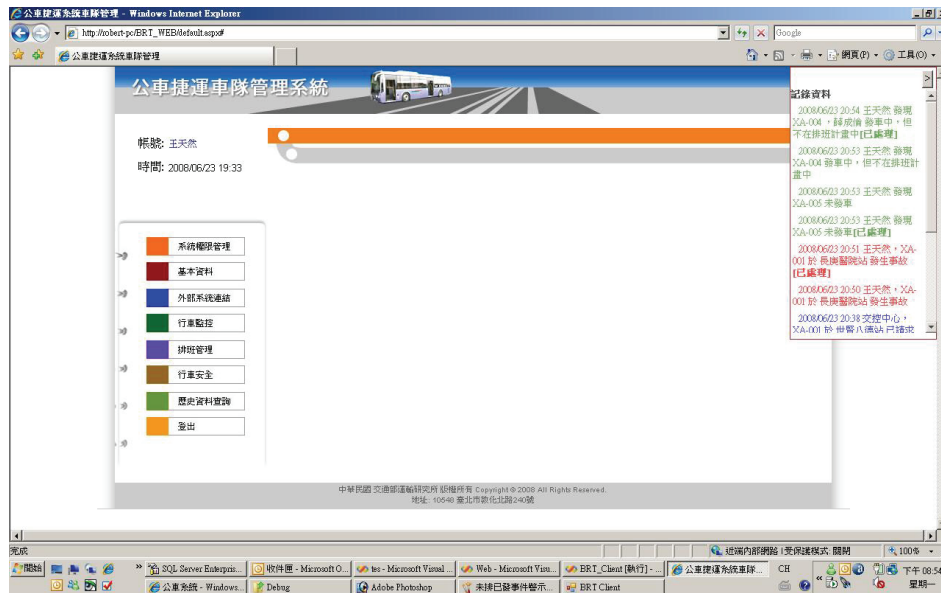 公車捷運系統車隊管理 - Windows Internet Explorer
http://robert-pc/BRT_WEB/default.aspx#
Google
公車捷運系統車隊管理
網頁(P)
工具(O)
公車捷運車隊管理系統
帳號: 王天然
時間: 2008/06/23 19:33
系統權限管理
基本資料
外部系統連結
行車監控
排班管理
行車安全
歷史資料查詢
登出
記錄資料
2008/06/23 20:54 王天然 發現
XA-004 ,薛成倫 發車中,但
不在排班計畫中[已處理]
2008/06/23 20:53 王天然 發現
XA-004 發車中,但不在排班計
畫中
2008/06/23 20:53 王天然 發現
XA-005 未發車
2008/06/23 20:53 王天然 發現
XA-005 未發車[已處理]
2008/06/23 20:51 王天然,XA-
001 於 長庚醫院站 發生事故
[已處理]
2008/06/23 20:50 王天然,XA-
001 於 長庚醫院站 發生事故
2008/06/23 20:38 交控中心,
XA-001 於 世賢八德站 已請求
中華民國 交通部運輸研究所 版權所有 Copyright © 2008 All Rights Reserved.
地址: 10548 臺北市敦化北路240號
完成
近端內部網路 | 受保護模式: 關閉
100%
開始
SQL Server Enterpris...
收件匣 - Microsoft O...
tes - Microsoft Visual ...
Web - Microsoft Visu...
BRT_Client [執行] - ...
公車捷運系統車隊...
CH
下午 08:54
公車系統 - Windows...
Debug
Adobe Photoshop
未排已發事件警示...
BRT Client
星期一